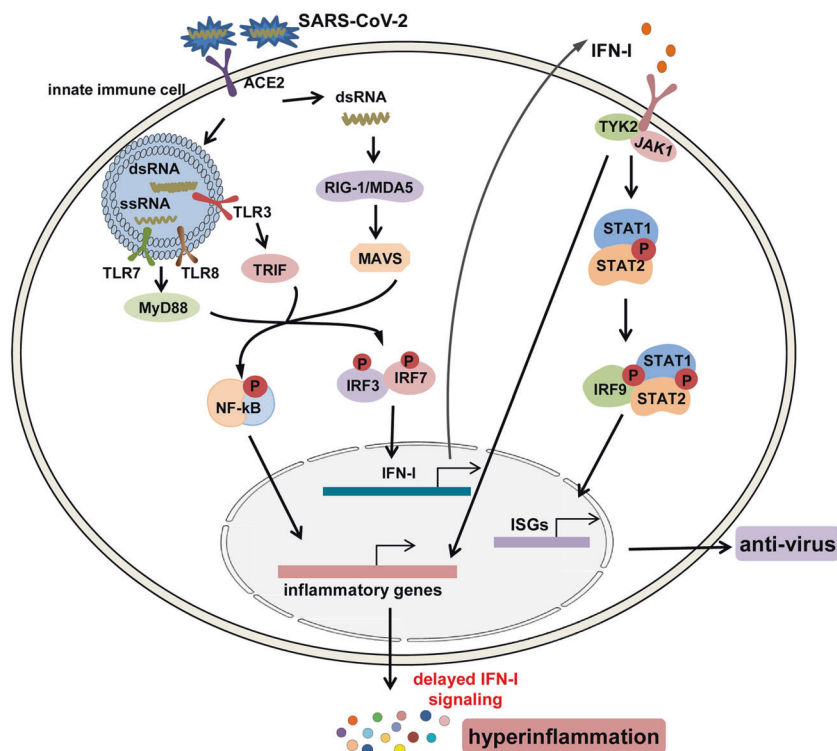 SARS-CoV-2
IFN-I
ACE2
innate immune cell
dsRNA
TYK2
JAK1
dsRNA
ssRNA
RIG-1/MDA5
TLR3
STAT1
P
STAT2
TLR7
TLR8
TRIF
MAVS
MyD88
P
P
IRF3
IRF7
P
NF-kB
STAT1
P
P
IRF9
STAT2
IFN-I
ISGs
anti-virus
inflammatory genes
delayed IFN-I
signaling
hyperinflammation